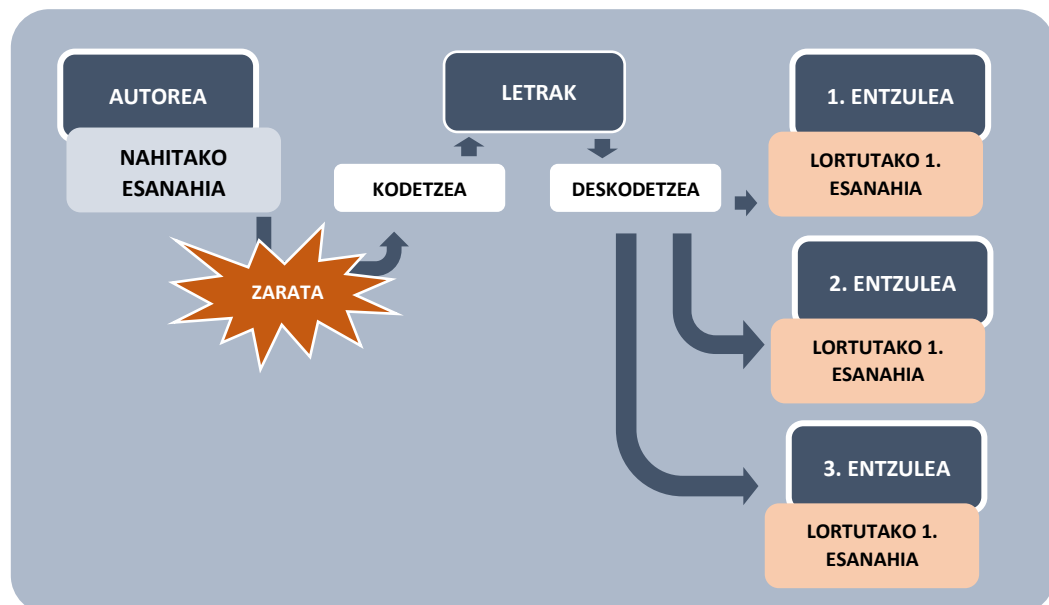 AUTOREA
NAHITAKO
ESANAHIA
ZARATA
KODETZEA
LETRAK
DESKODETZEA
1. ENTZULEA
LORTUTAKO 1.
ESANAHIA
2. ENTZULEA
LORTUTAKO 1.
ESANAHIA
3. ENTZULEA
LORTUTAKO 1.
ESANAHIA